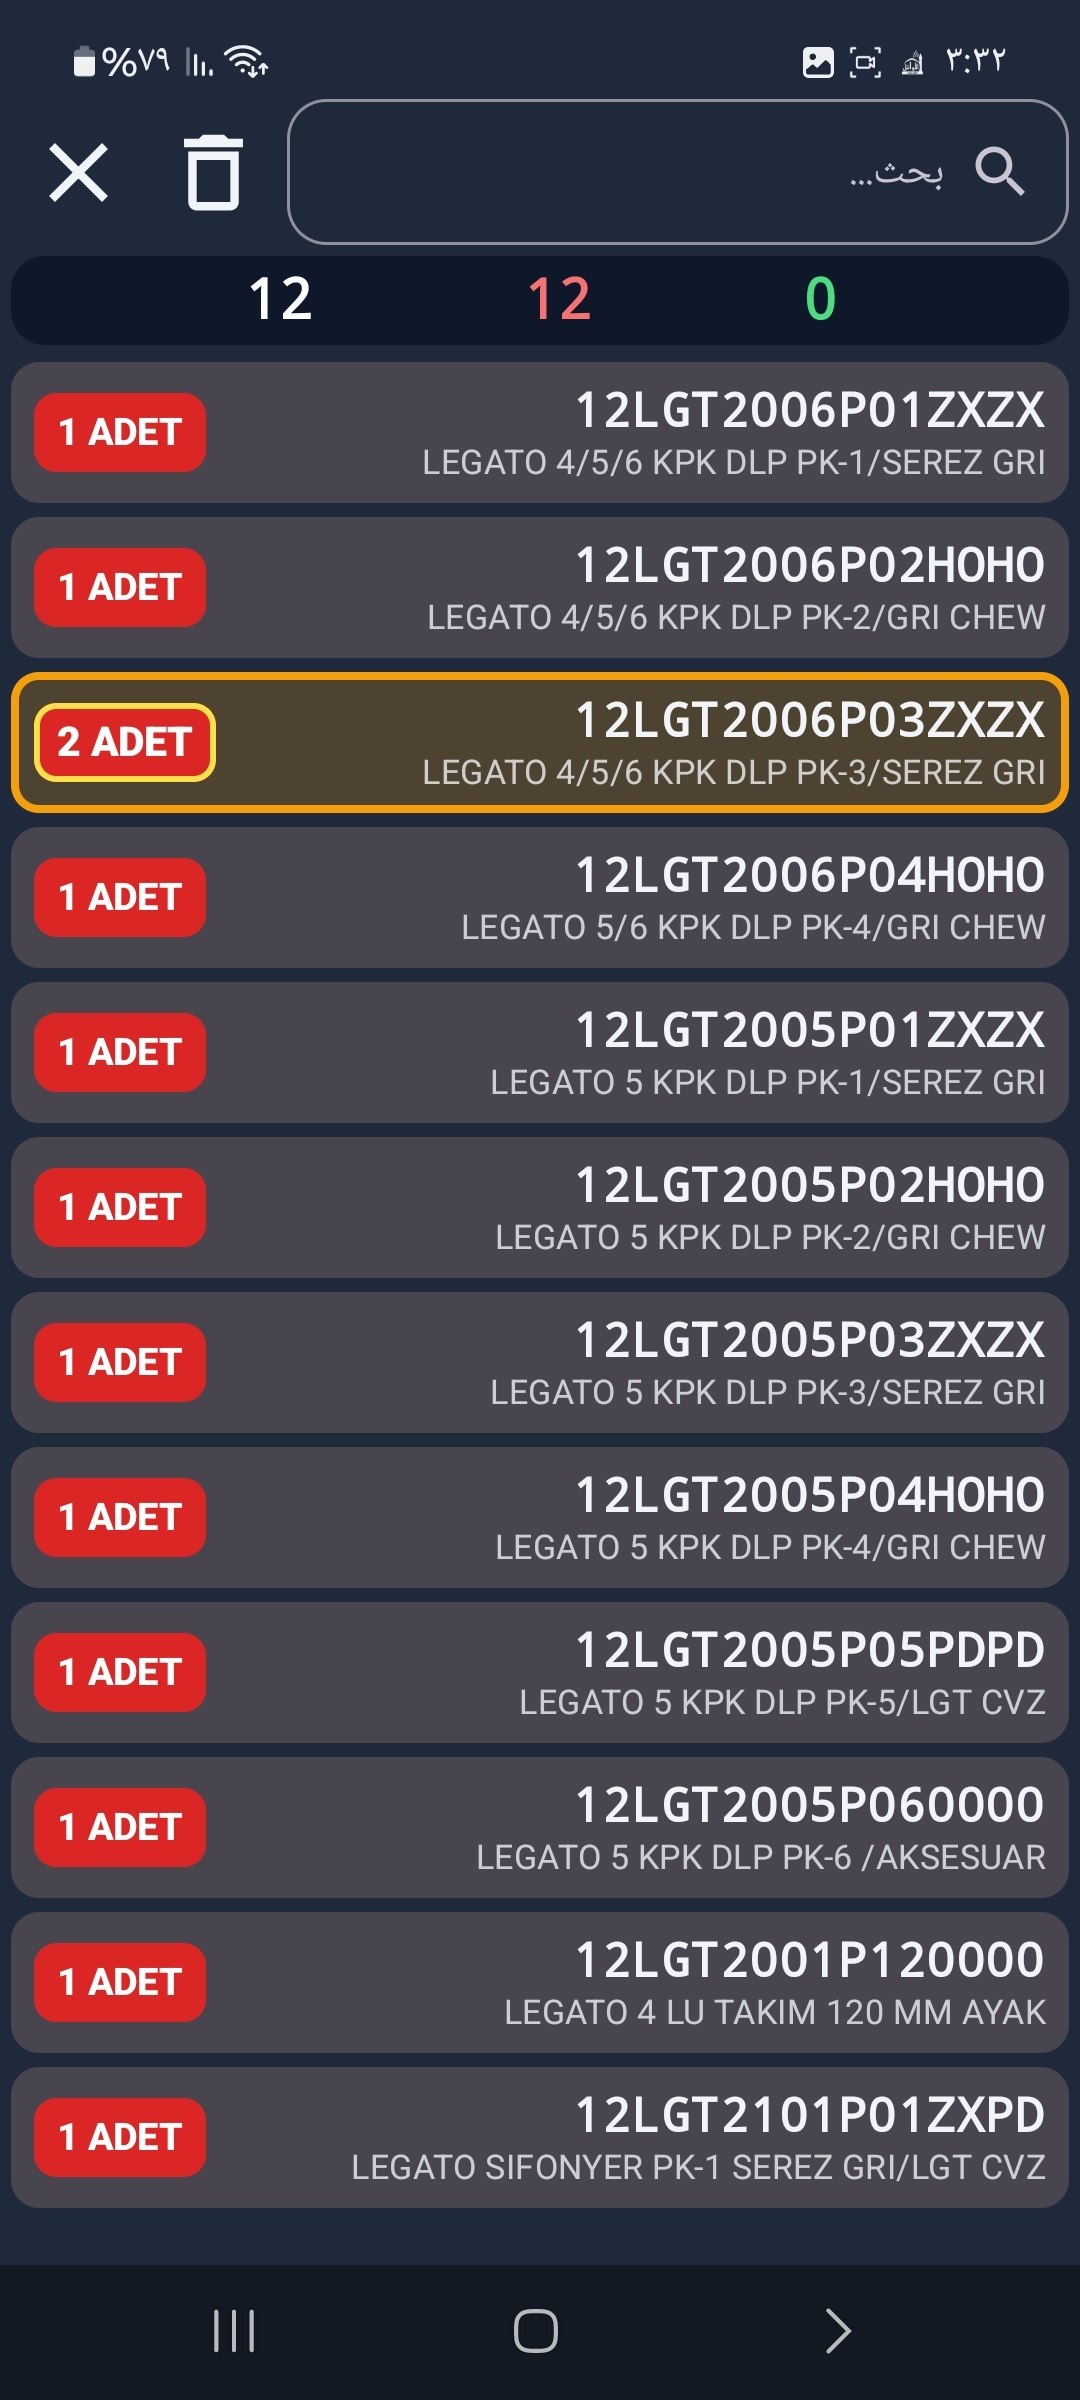 %٧٩
٣:٣٢
بحث...
12 12 0
1 ADET
12LGT2006P01ZXZX
LEGATO 4/5/6 KPK DLP PK-1/SEREZ GRI
1 ADET
12LGT2006P02H0H0
LEGATO 4/5/6 KPK DLP PK-2/GRI CHEW
2 ADET
12LGT2006P03ZXZX
LEGATO 4/5/6 KPK DLP PK-3/SEREZ GRI
1 ADET
12LGT2006P04H0H0
LEGATO 5/6 KPK DLP PK-4/GRI CHEW
1 ADET
12LGT2005P01ZXZX
LEGATO 5 KPK DLP PK-1/SEREZ GRI
1 ADET
12LGT2005P02H0H0
LEGATO 5 KPK DLP PK-2/GRI CHEW
1 ADET
12LGT2005P03ZXZX
LEGATO 5 KPK DLP PK-3/SEREZ GRI
1 ADET
12LGT2005P04H0H0
LEGATO 5 KPK DLP PK-4/GRI CHEW
1 ADET
12LGT2005P05PDPD
LEGATO 5 KPK DLP PK-5/LGT CVZ
1 ADET
12LGT2005P060000
LEGATO 5 KPK DLP PK-6 /AKSESUAR
1 ADET
12LGT2001P120000
LEGATO 4 LU TAKIM 120 MM AYAK
1 ADET
12LGT2101P01ZXPD
LEGATO SIFONYER PK-1 SEREZ GRI/LGT CVZ